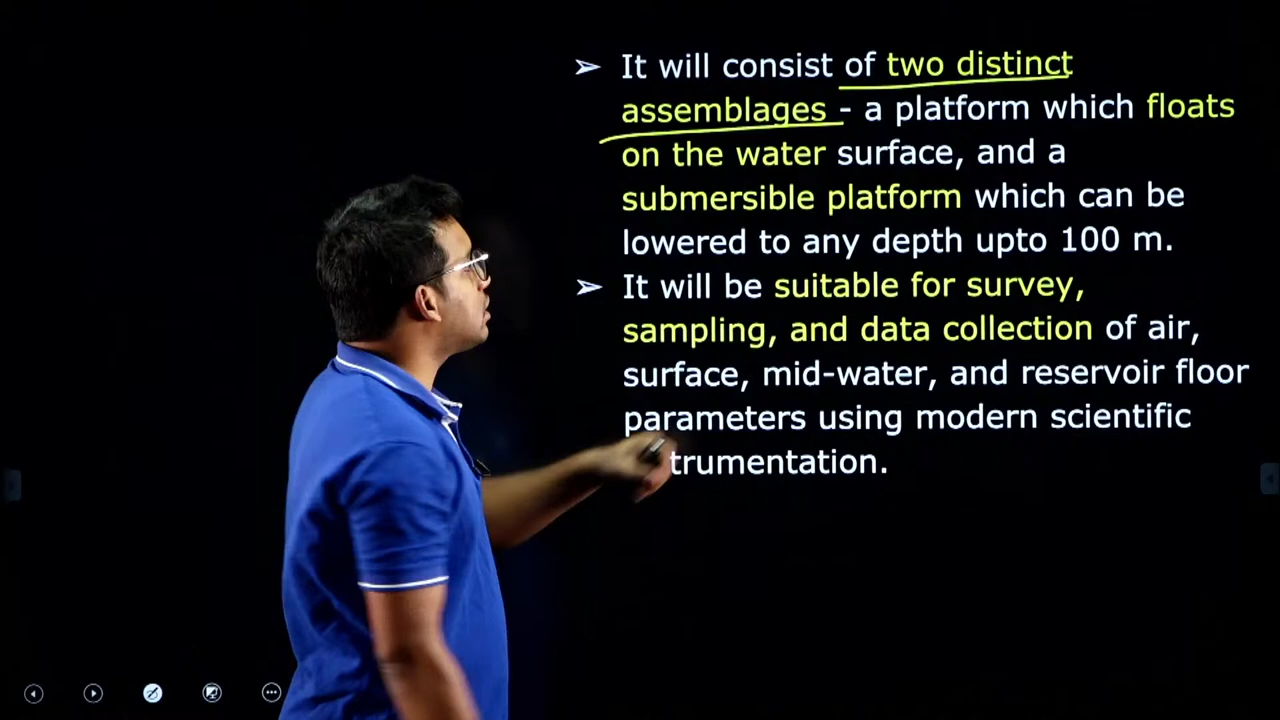 ➢ It will consist of two distinct
assemblages - a platform which floats
on the water surface, and a
submersible platform which can be
lowered to any depth upto 100 m.
➢ It will be suitable for survey,
sampling, and data collection of air,
surface, mid-water, and reservoir floor
parameters using modern scientific
trumentation.